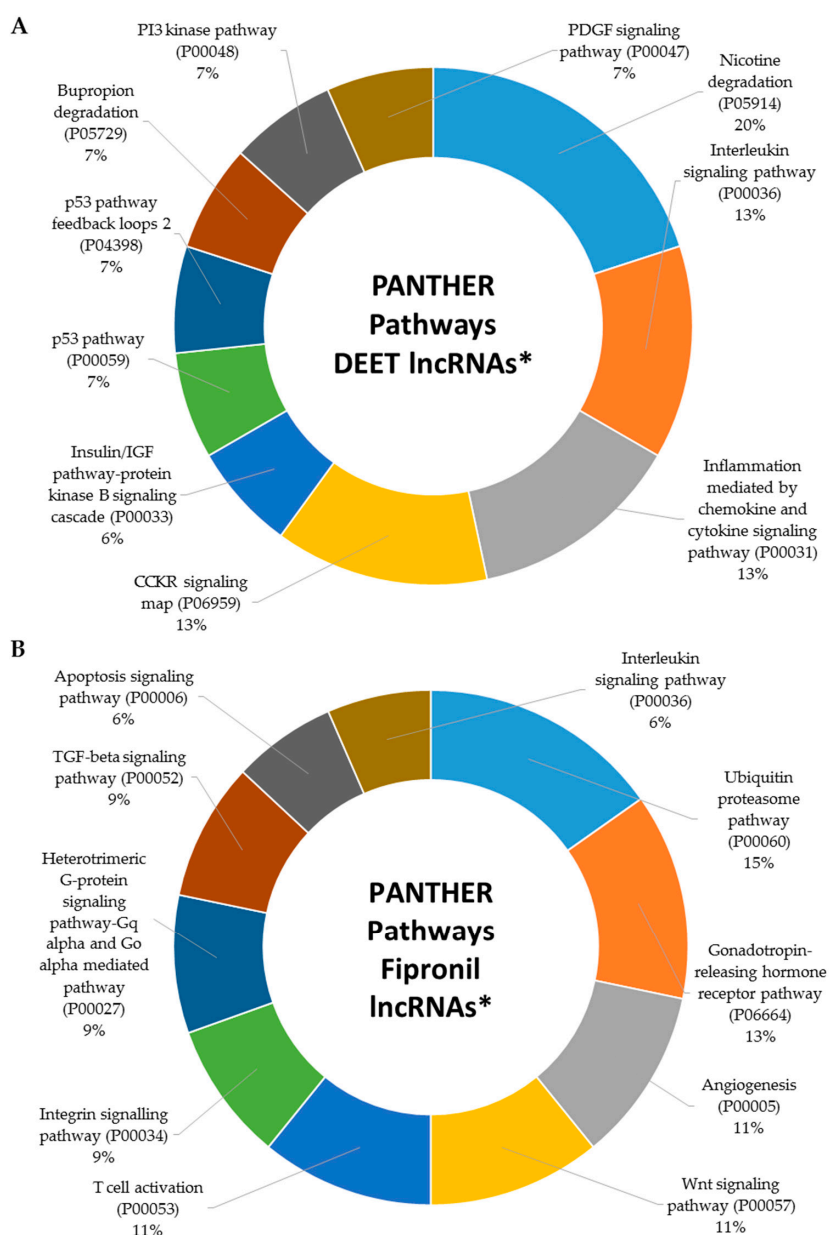 A
PI3 kinase pathway
(P00048)
7%
PDGF signaling
pathway (P00047)
7%
Nicotine
degradation
(P05914)
20%
Bupropion
degradation
(P05729)
7%
Interleukin
signaling pathway
(P00036)
13%
p53 pathway
feedback loops 2
(P04398)
7%
PANTHER
Pathways
DEET lncRNAs*
p53 pathway
(P00059)
7%
Insulin/IGF
pathway-protein
kinase B signaling
cascade (P00033)
6%
Inflammation
mediated by
chemokine and
cytokine signaling
pathway (P00031)
13%
CCKR signaling
map (P06959)
13%
B
Apoptosis signaling
pathway (P00006)
6%
Interleukin
signaling pathway
(P00036)
6%
TGF-beta signaling
pathway (P00052)
9%
Ubiquitin
proteasome
pathway
(P00060)
15%
Heterotrimeric
G-protein
signaling
pathway-Gq
alpha and Go
alpha mediated
pathway
(P00027)
9%
PANTHER
Pathways
Fipronil
lncRNAs*
Gonadotropin-
releasing hormone
receptor pathway
(P06664)
13%
Integrin signalling
pathway (P00034)
9%
Angiogenesis
(P00005)
11%
T cell activation
(P00053)
11%
Wnt signaling
pathway (P00057)
11%